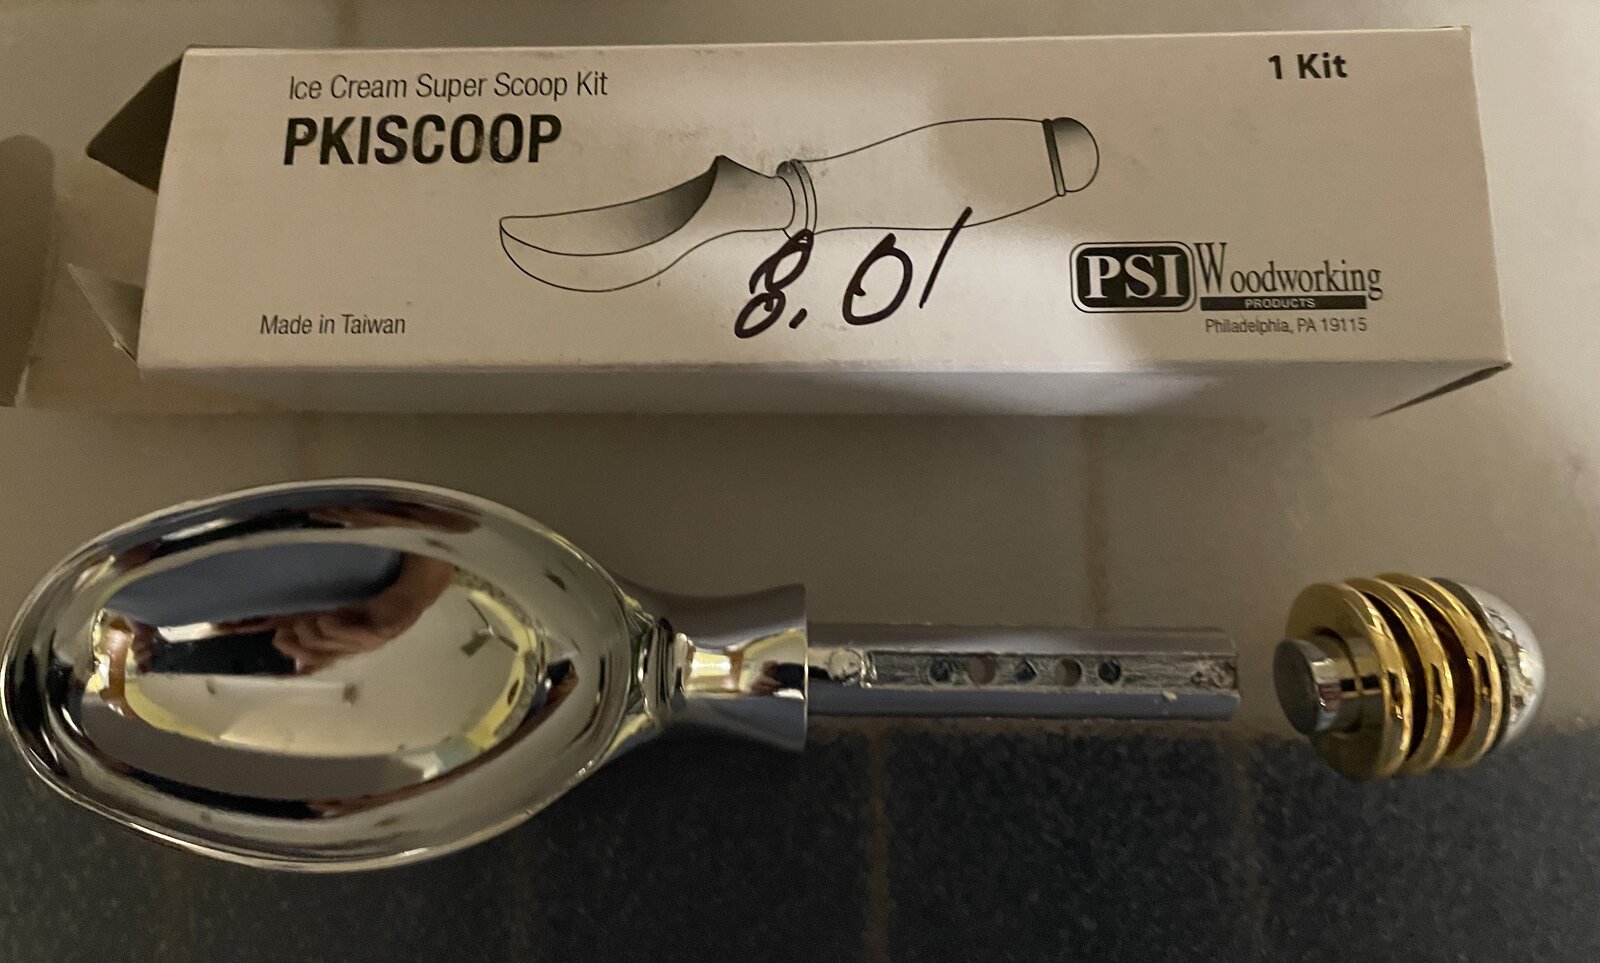 Ice Cream Super Scoop Kit
1 Kit
PKISCOOP
8.01
PSI Woodworking
PRODUCTS
Made in Taiwan
Philadelphia, PA 19115